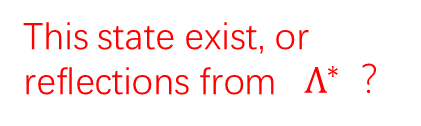 This state exist, or
reflections from Λ* ?